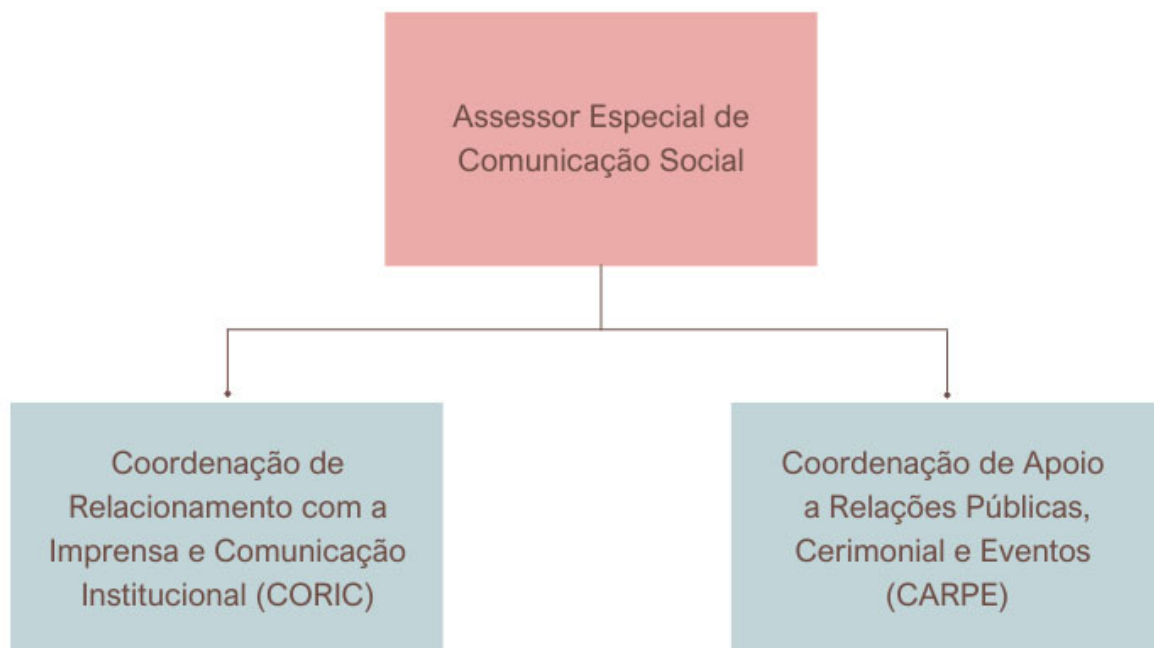 Assessor Especial de
Comunicação Social
Coordenação de
Relacionamento com a
Imprensa e Comunicação
Institucional (CORIC)
Coordenação de Apoio
a Relações Públicas,
Cerimonial e Eventos
(CARPE)